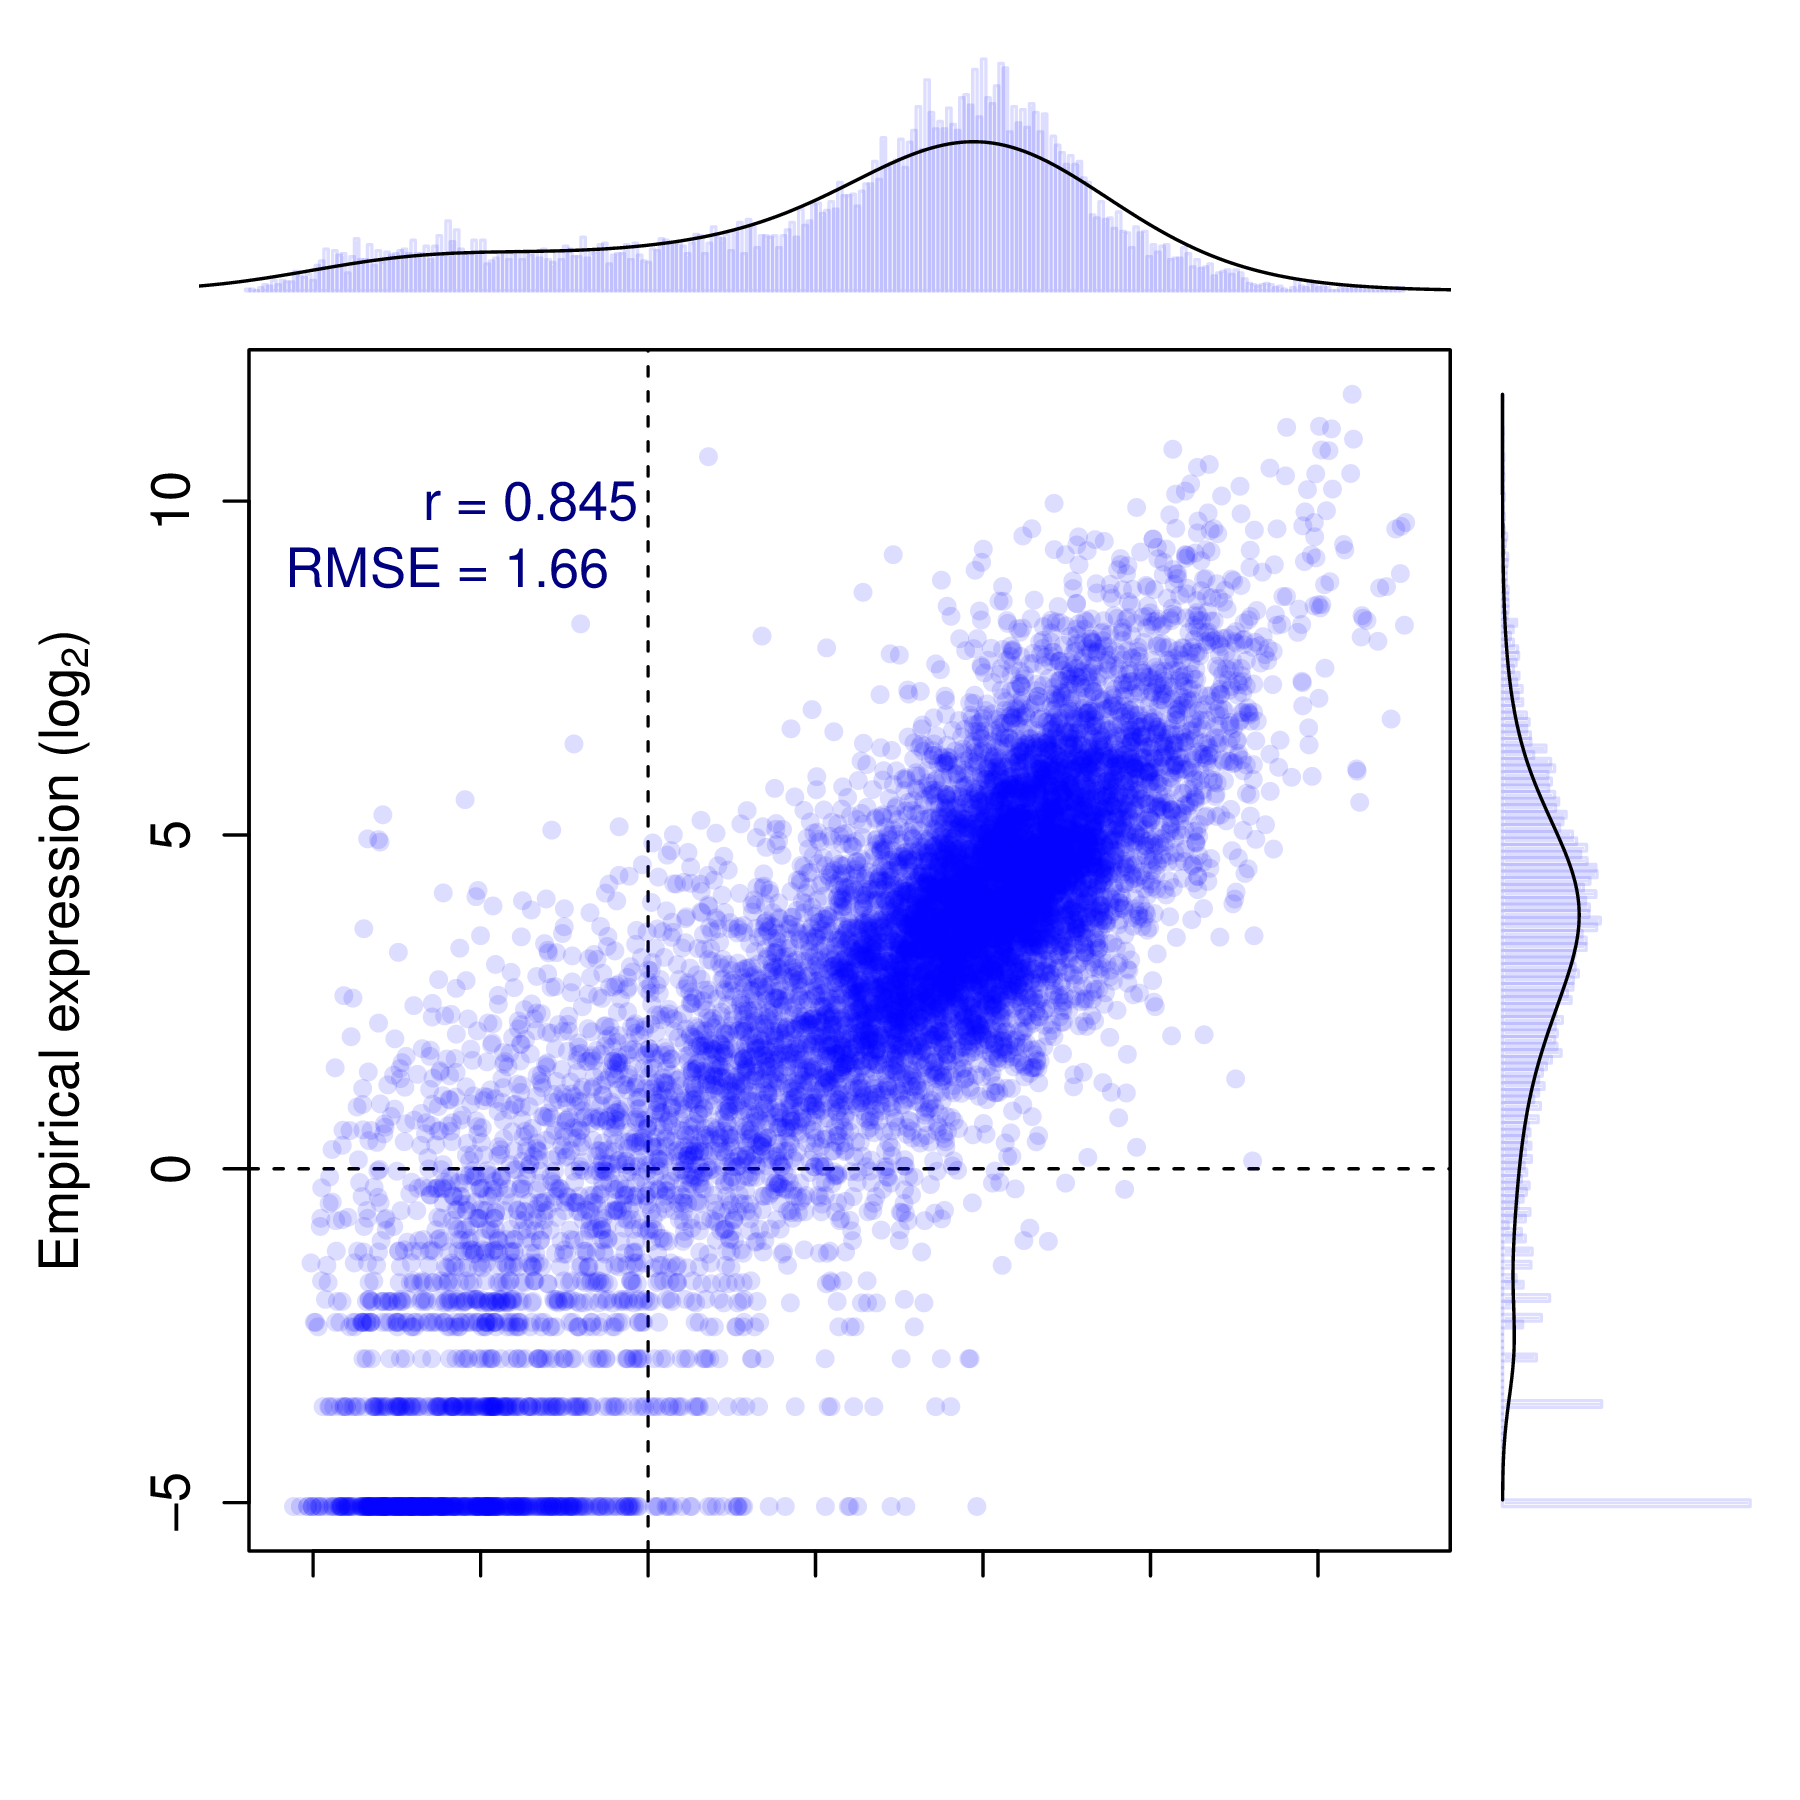 r = 0.845
RMSE = 1.66
Empirical expression (log₂)
10
5
0
−5